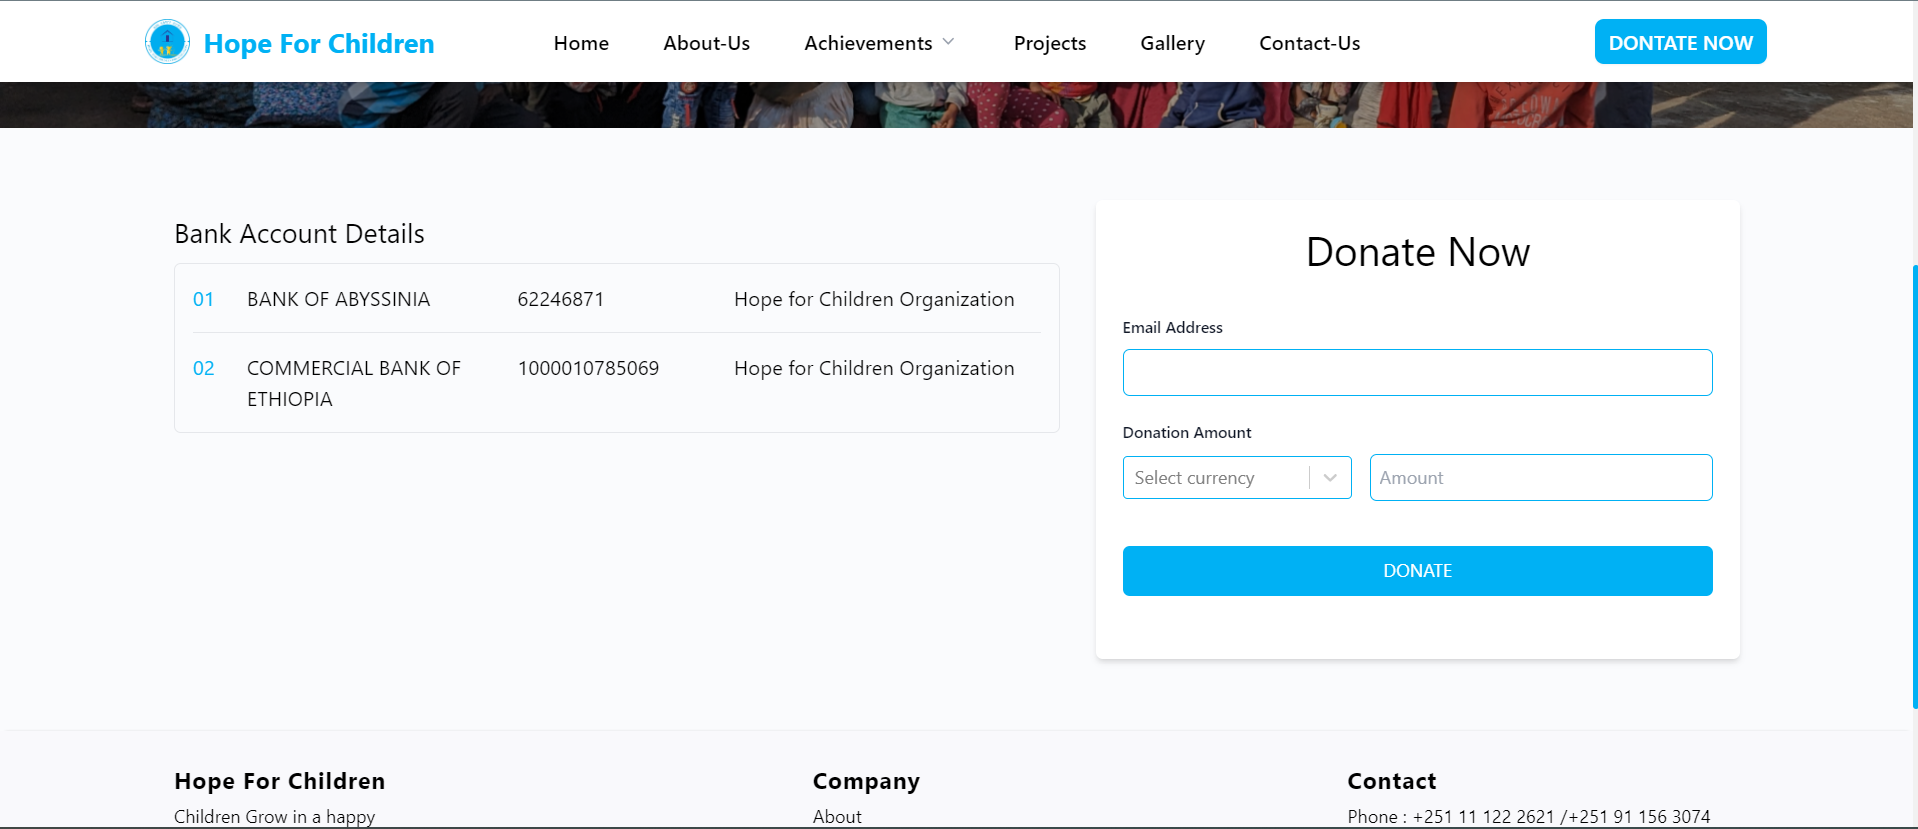 Hope For Children
Home
About-Us
Achievements
Projects
Gallery
Contact-Us
DONTATE NOW
Bank Account Details
01 BANK OF ABYSSINIA 62246871 Hope for Children Organization
02 COMMERCIAL BANK OF 1000010785069 Hope for Children Organization
ETHIOPIA
Donate Now
Email Address
Donation Amount
Select currency
Amount
DONATE
Hope For Children
Children Grow in a happy
Company
About
Contact
Phone : +251 11 122 2621 /+251 91 156 3074